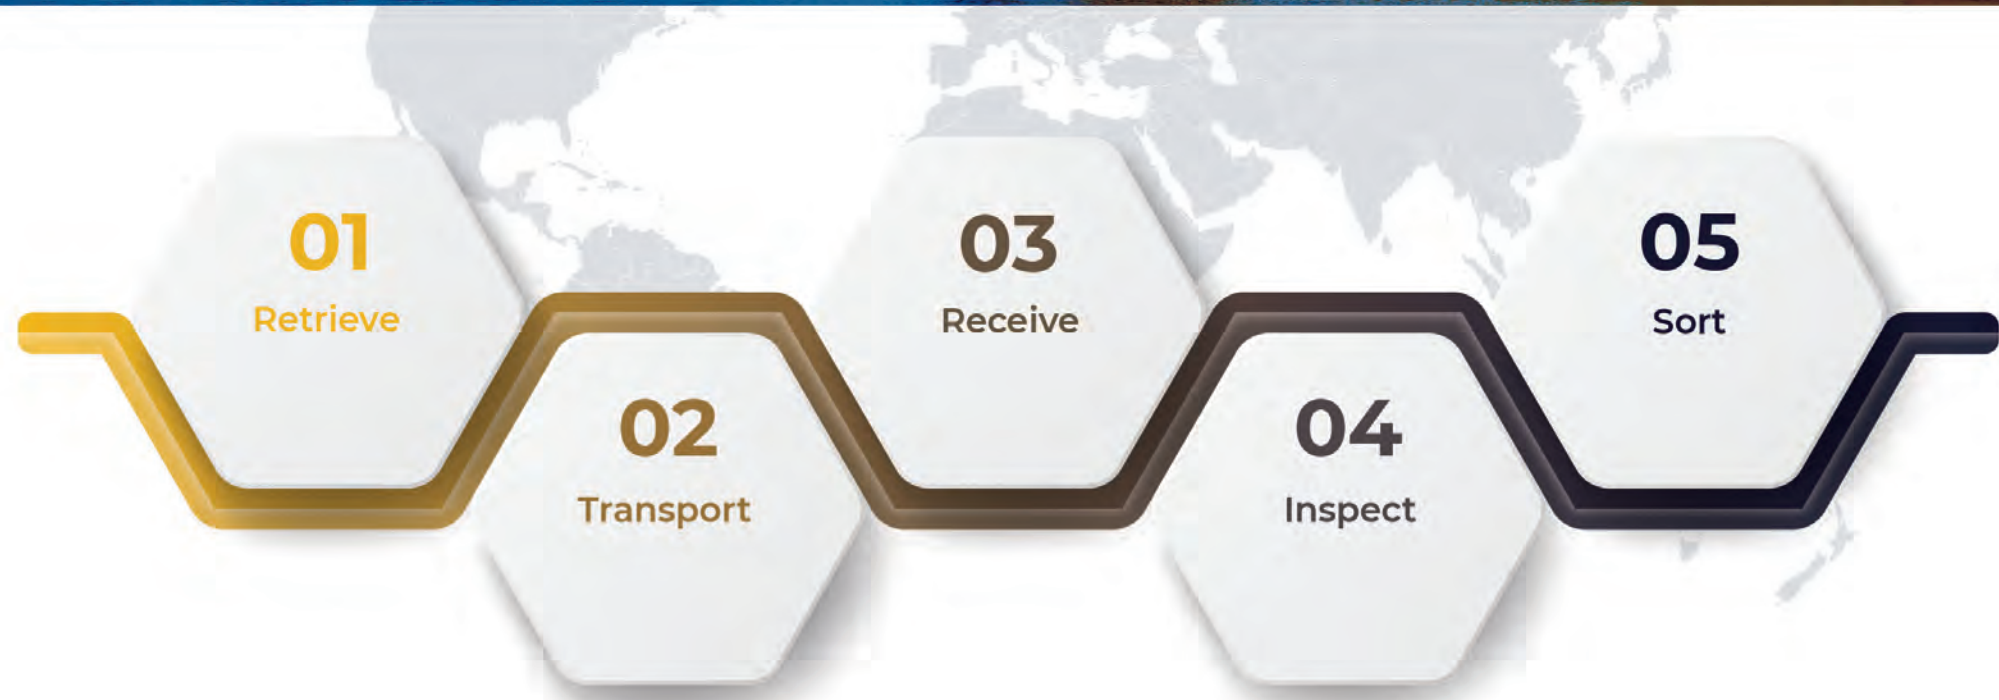 01
Retrieve
02
Transport
03
Receive
04
Inspect
05
Sort